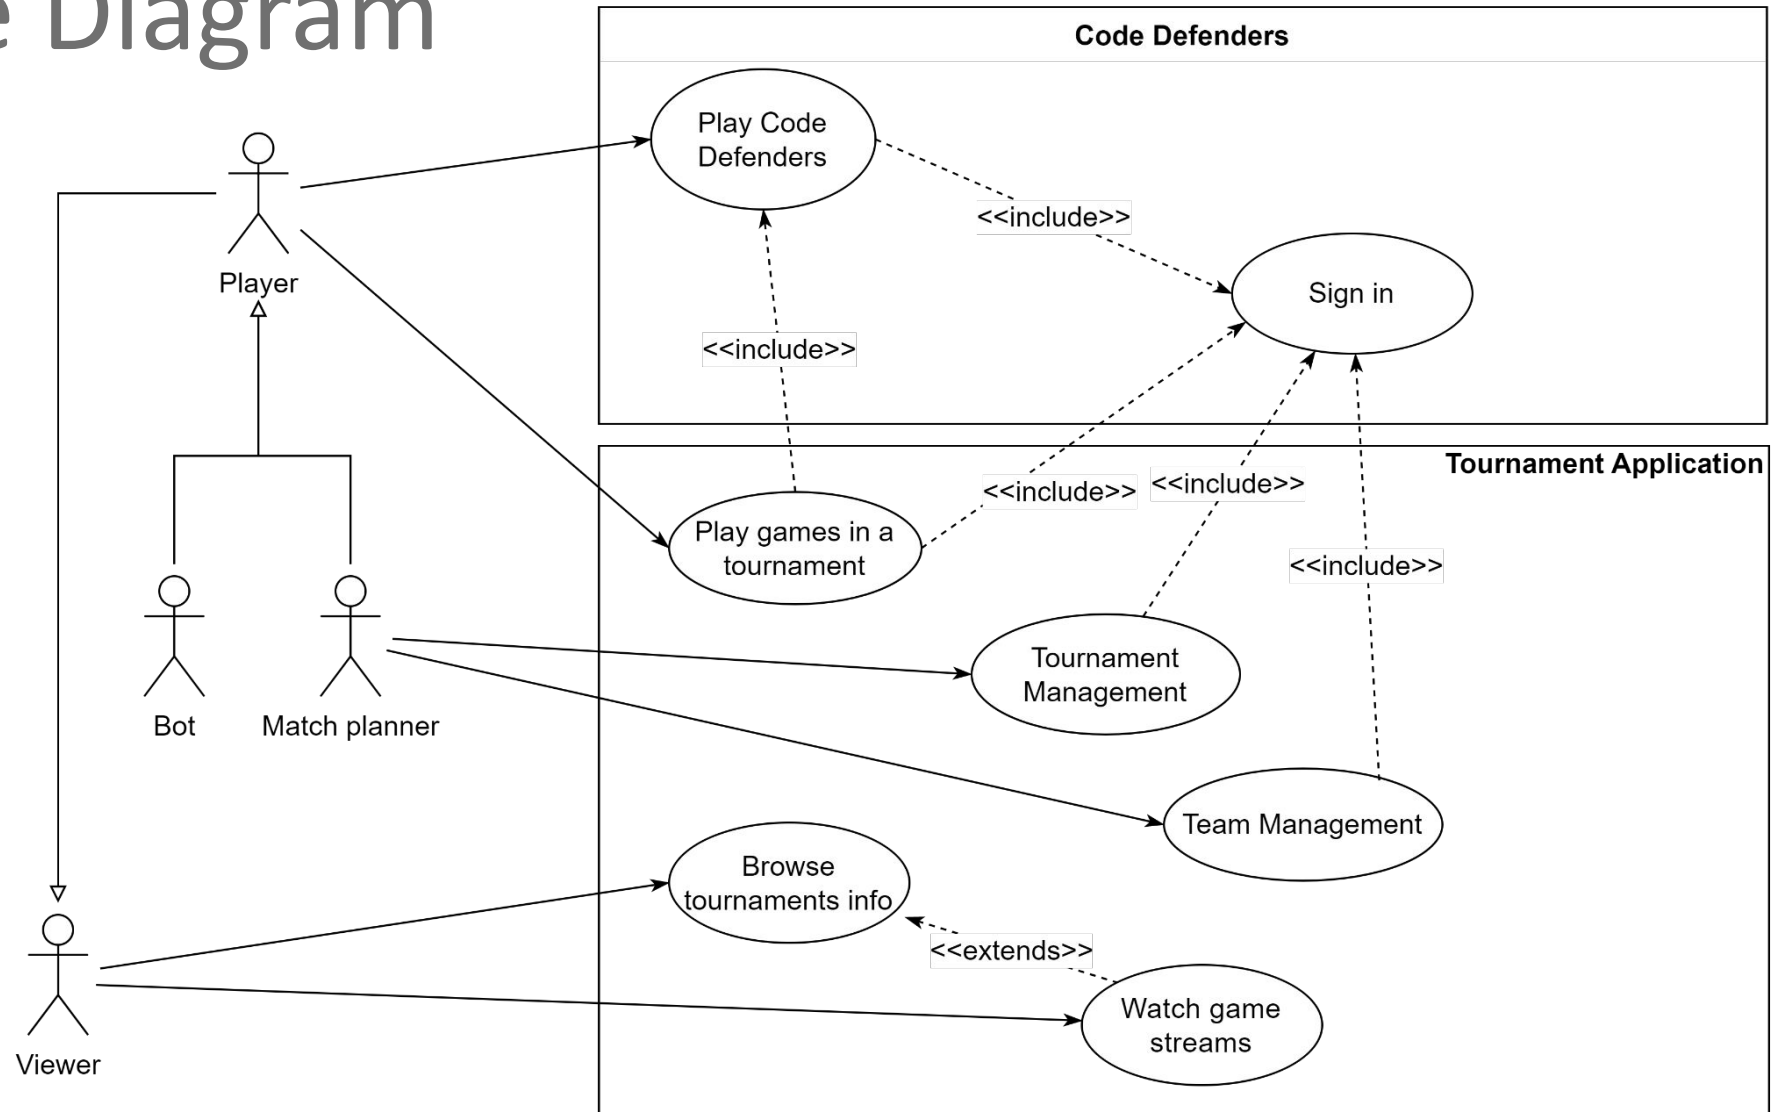 e Diagram
Code Defenders
Play Code
Defenders
<<include>>
Player
Sign in
<<include>>
Tournament Application
<<include>>
<<include>>
Play games in a
tournament
<<include>>
Tournament
Management
Bot
Match planner
Team Management
Browse
tournaments info
<<extends>>
Watch game
streams
Viewer